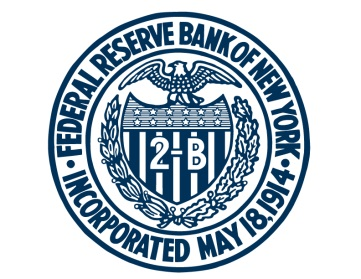 FEDERAL RESERVE BANK OF NEW YORK
2-B
INCORPORATED MAY 18, 1914